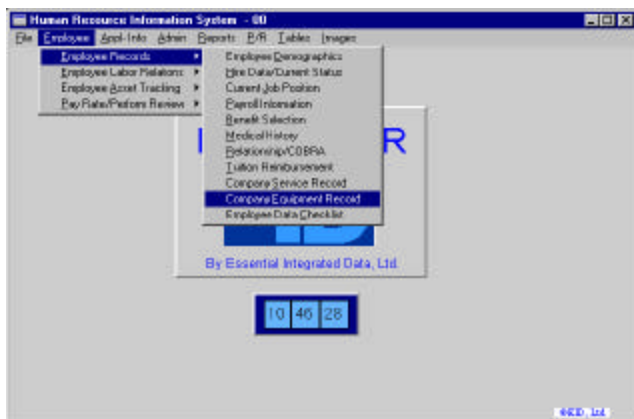 Human Resource Information System - 00
File Employee Appl-Info Admin Reports P/R Tables Images
Employee Records
Employee Labor Relations
Employee Asset Tracking
Pay Rate/Perform Review
Employee Demographics
Hire Data/Current Status
Current Job Position
Payroll Information
Benefit Selection
Medical History
Relationship/COBRA
Tuition Reimbursement
Company Service Record
Company Equipment Record
Employee Data Checklist
R
By Essential Integrated Data, Ltd.
10 46 28
©EID, Ltd